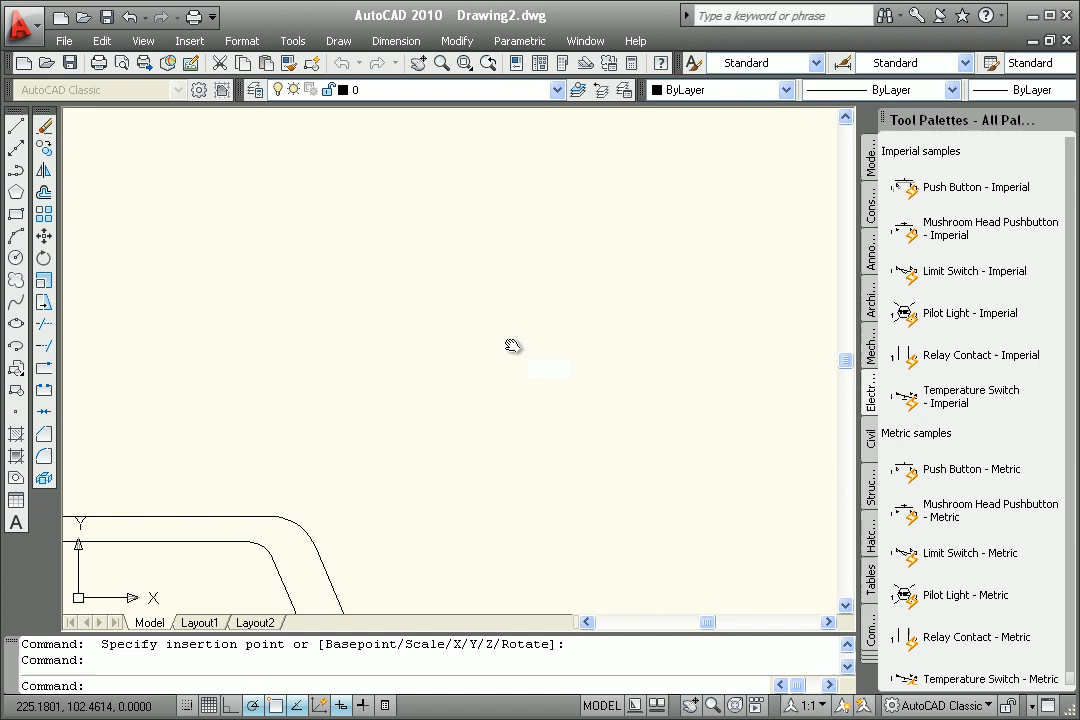 AutoCAD 2010 Drawing2.dwg
Type a keyword or phrase
File Edit View Insert Format Tools Draw Dimension Modify Parametric Window Help
Standard Standard Standard
AutoCAD Classic 0 ByLayer ByLayer ByLayer
Tool Palettes - All Pal...
Mode...
Cons...
Anno...
Archi...
Mech...
Electr...
Civil
Struc...
Hatc...
Tables
Com...
Imperial samples
Push Button - Imperial
Mushroom Head Pushbutton
- Imperial
Limit Switch - Imperial
Pilot Light - Imperial
Relay Contact - Imperial
Temperature Switch
- Imperial
Metric samples
Push Button - Metric
Mushroom Head Pushbutton
- Metric
Limit Switch - Metric
Pilot Light - Metric
Relay Contact - Metric
Temperature Switch - Metric
Y
X
Model Layout1 Layout2
Command: Specify insertion point or [Basepoint/Scale/X/Y/Z/Rotate]:
Command:
Command:
225.1801, 102.4614, 0.0000 MODEL 1:1 AutoCAD Classic